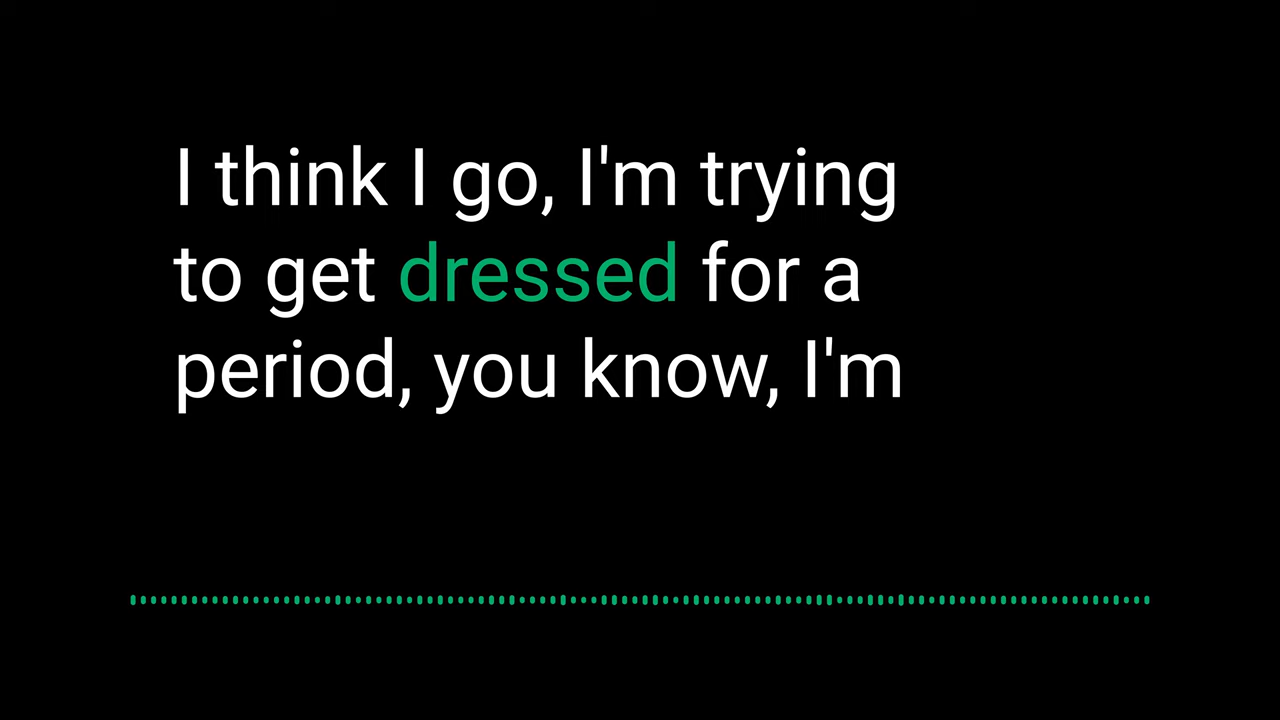 I think I go, I'm trying
to get dressed for a
period, you know, I'm